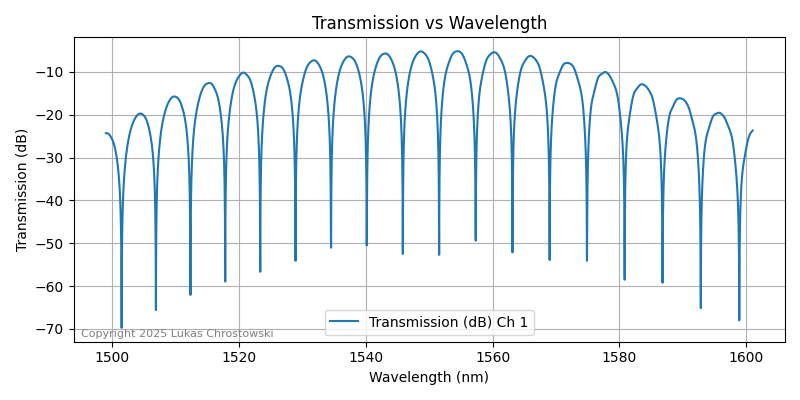 Transmission vs Wavelength
Transmission (dB)
−10
−20
−30
−40
−50
−60
−70
Transmission (dB) Ch 1
Copyright 2025 Lukas Chrostowski
1500 1520 1540 1560 1580 1600
Wavelength (nm)